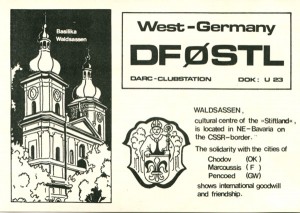 Basilika
Waldsassen
West-Germany
DFØSTL
DARC-CLUBSTATION DOK: U 23
WALDSASSEN,
cultural centre of the »Stiftland«,
is located in NE-Bavaria on
the CSSR-border.
The solidarity with the cities of
Chodov (OK)
Marcoussis (F)
Pencoed (GW)
shows international goodwill
and friendship.